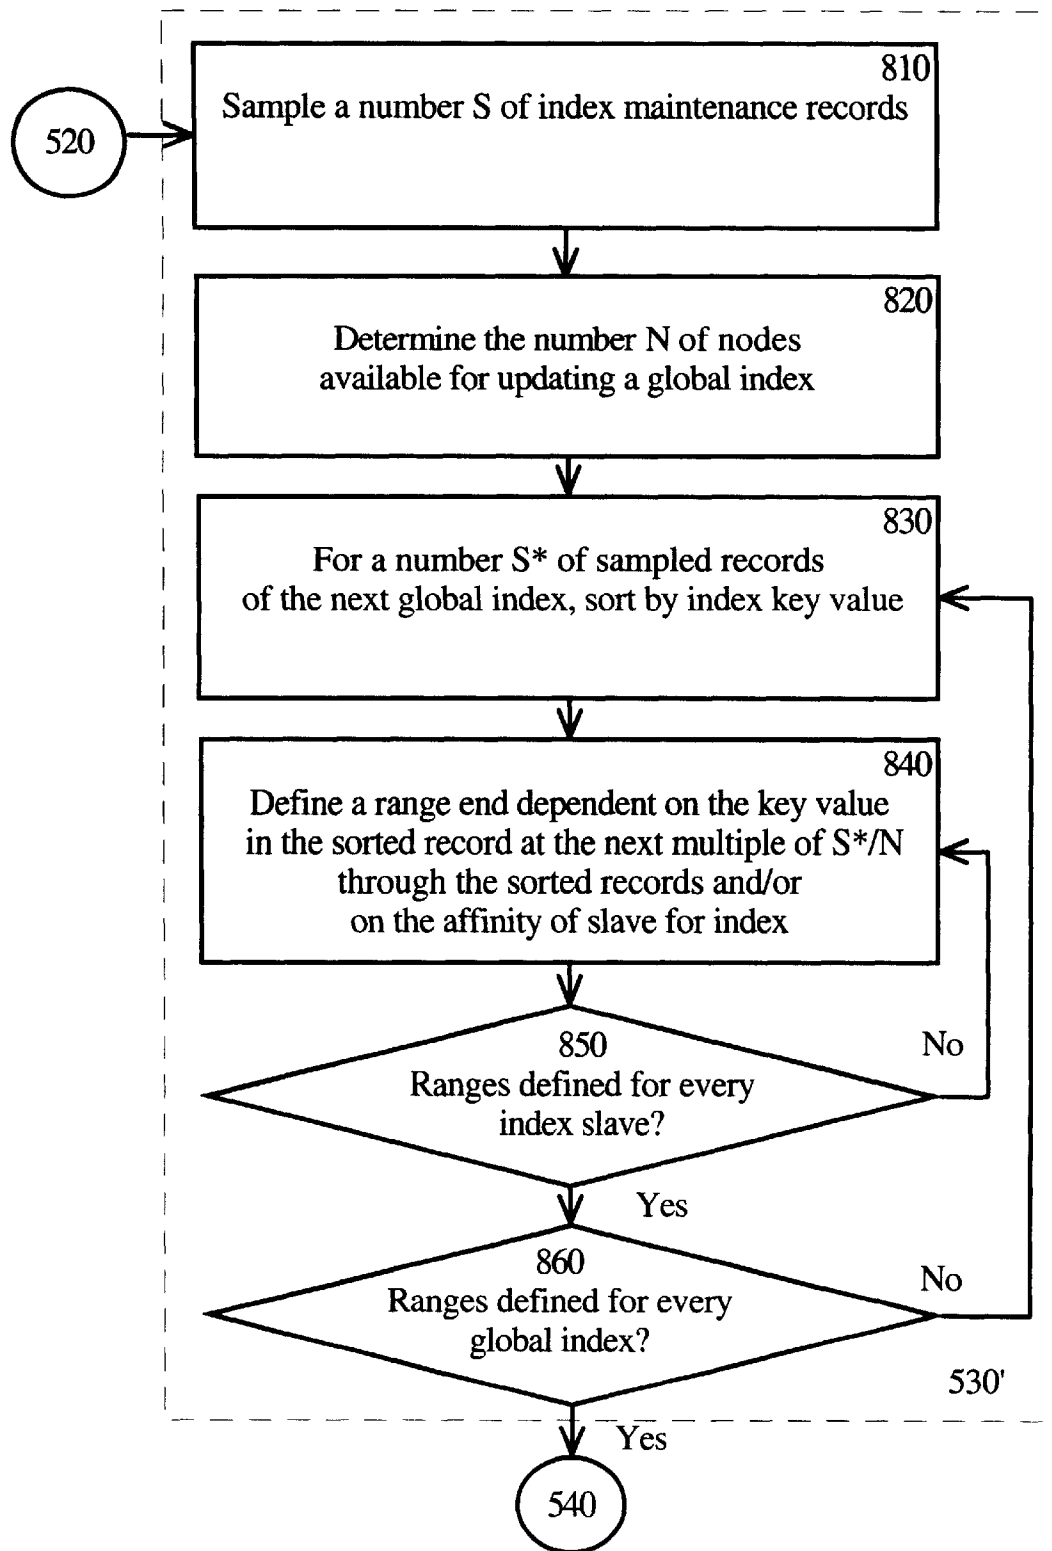 810
Sample a number S of index maintenance records
520
820
Determine the number N of nodes
available for updating a global index
830
For a number S* of sampled records
of the next global index, sort by index key value
840
Define a range end dependent on the key value
in the sorted record at the next multiple of S*/N
through the sorted records and/or
on the affinity of slave for index
850
Ranges defined for every
index slave?
No
Yes
860
Ranges defined for every
global index?
No
530'
Yes
540